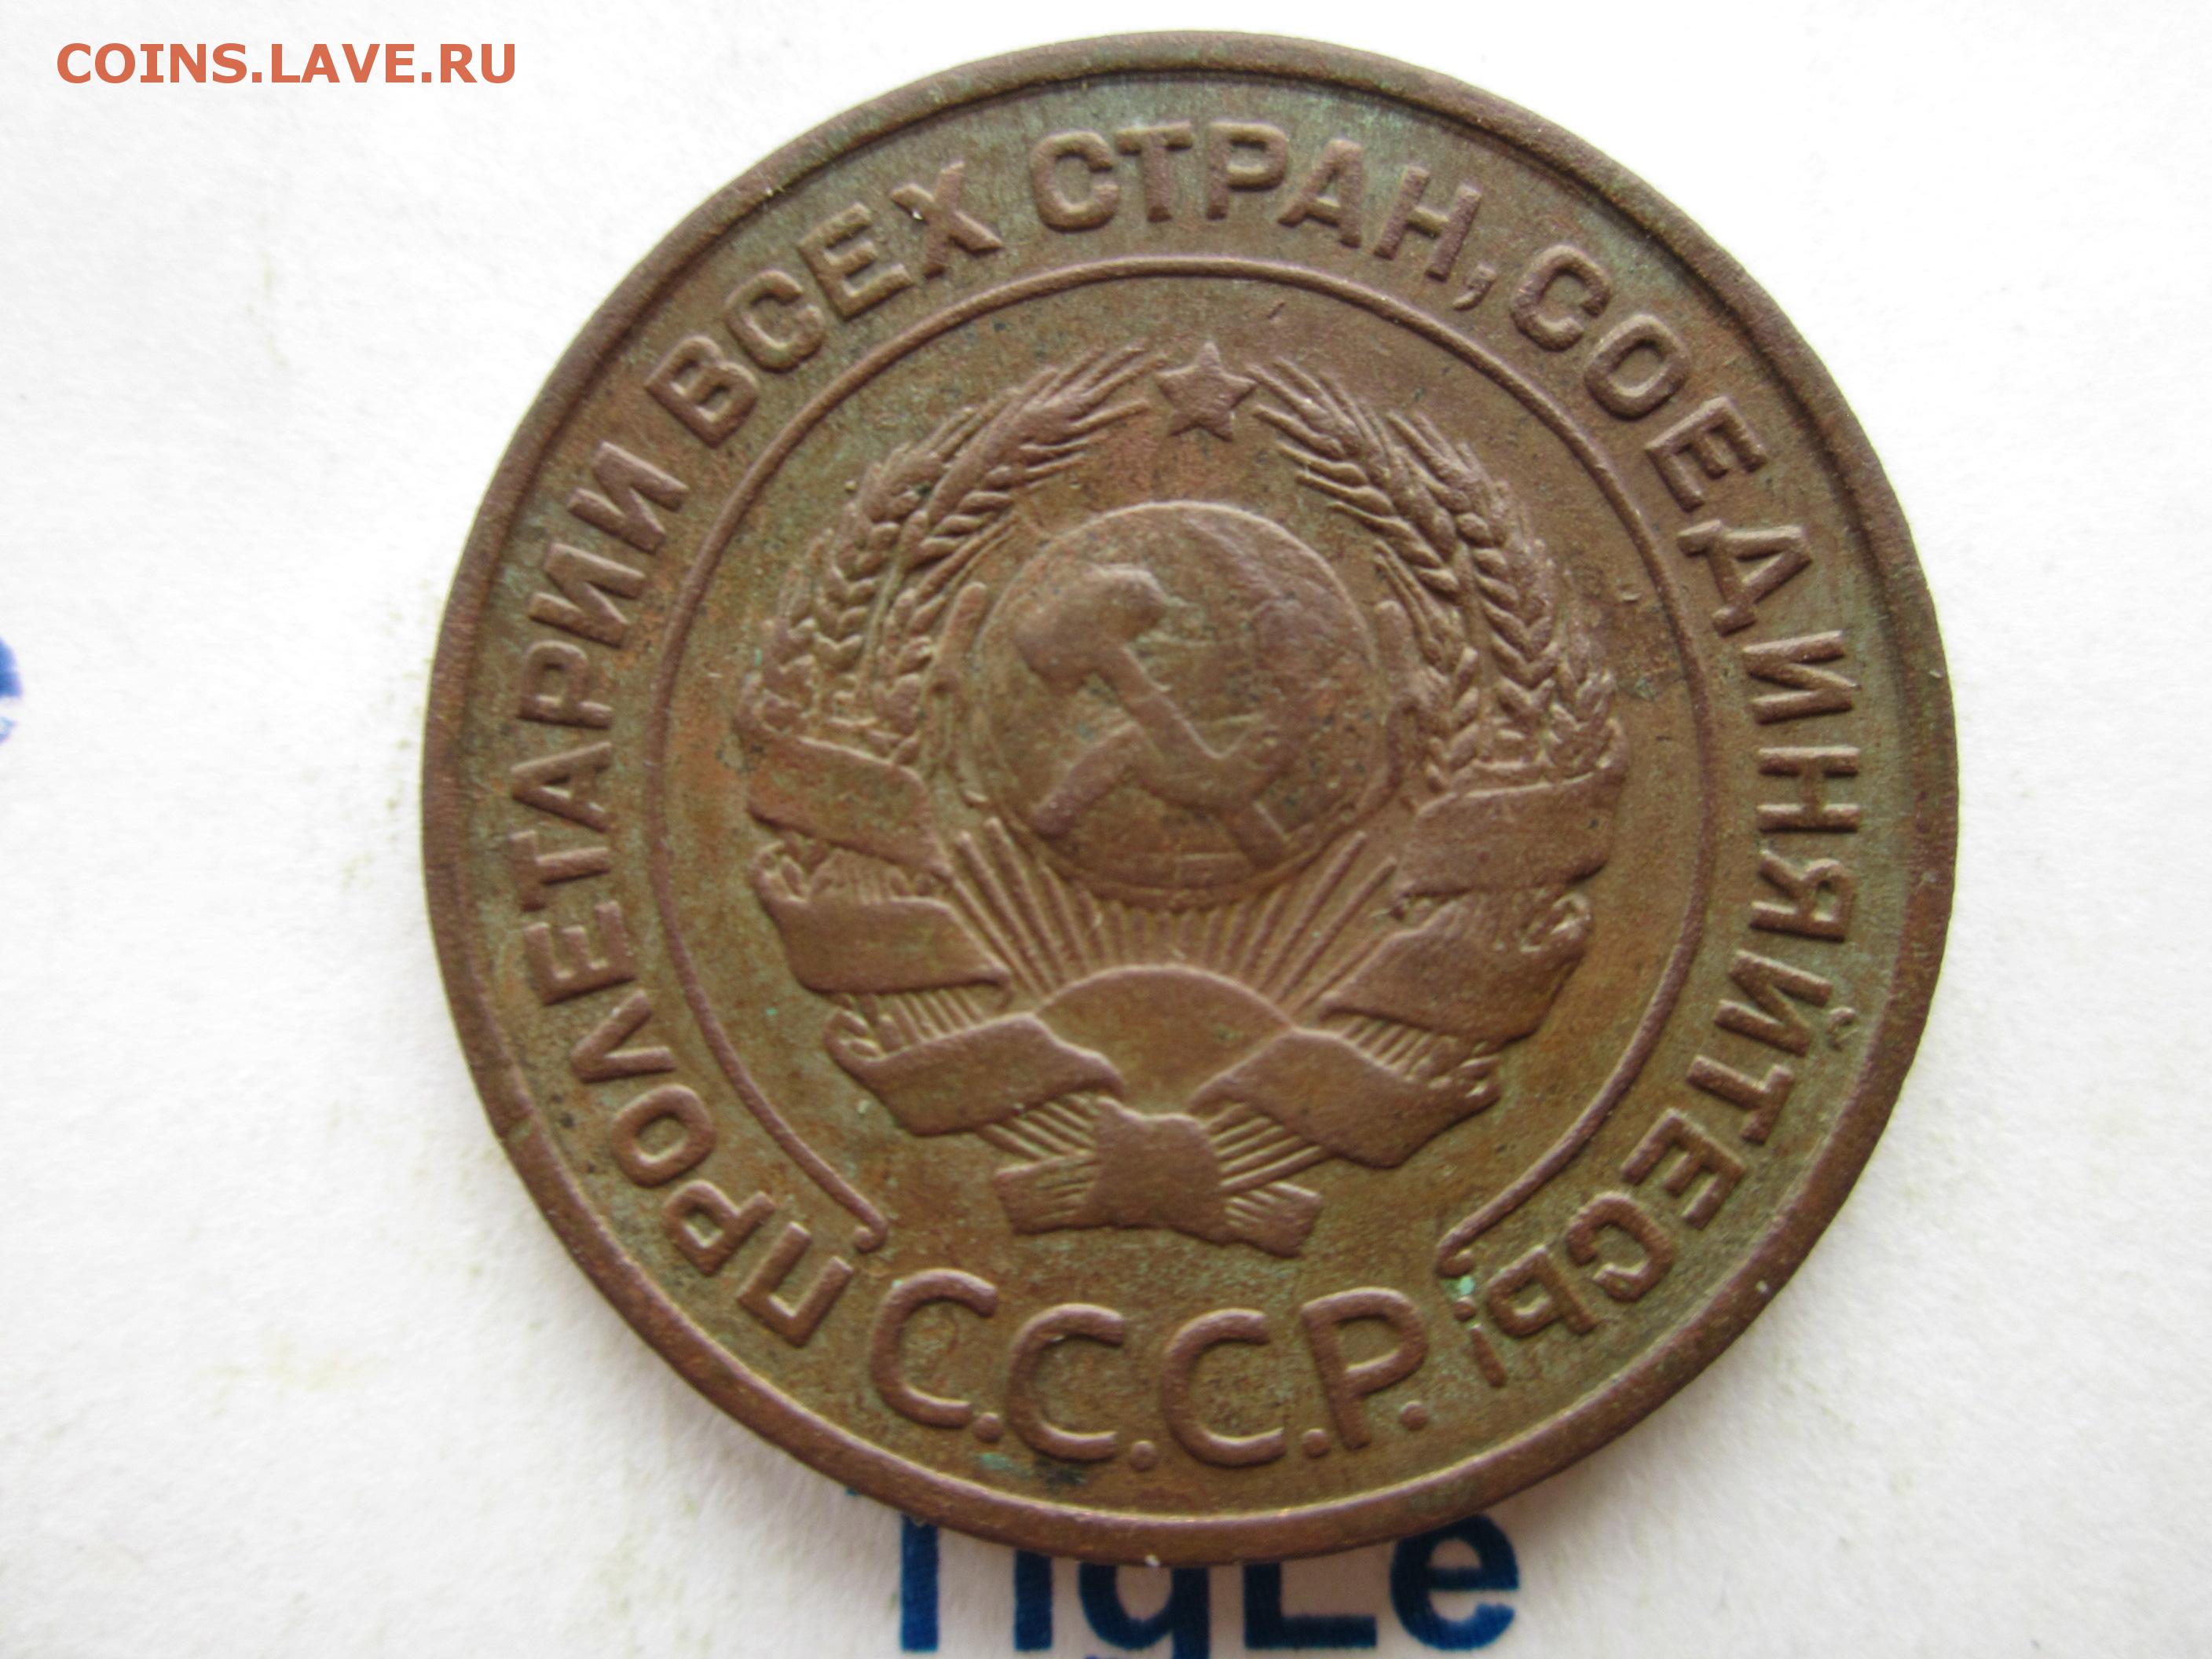 COINS.LAVE.RU
ПРОЛЕТАРИИ ВСЕХ СТРАН, СОЕДИНЯЙТЕСЬ!
С.С.С.Р.